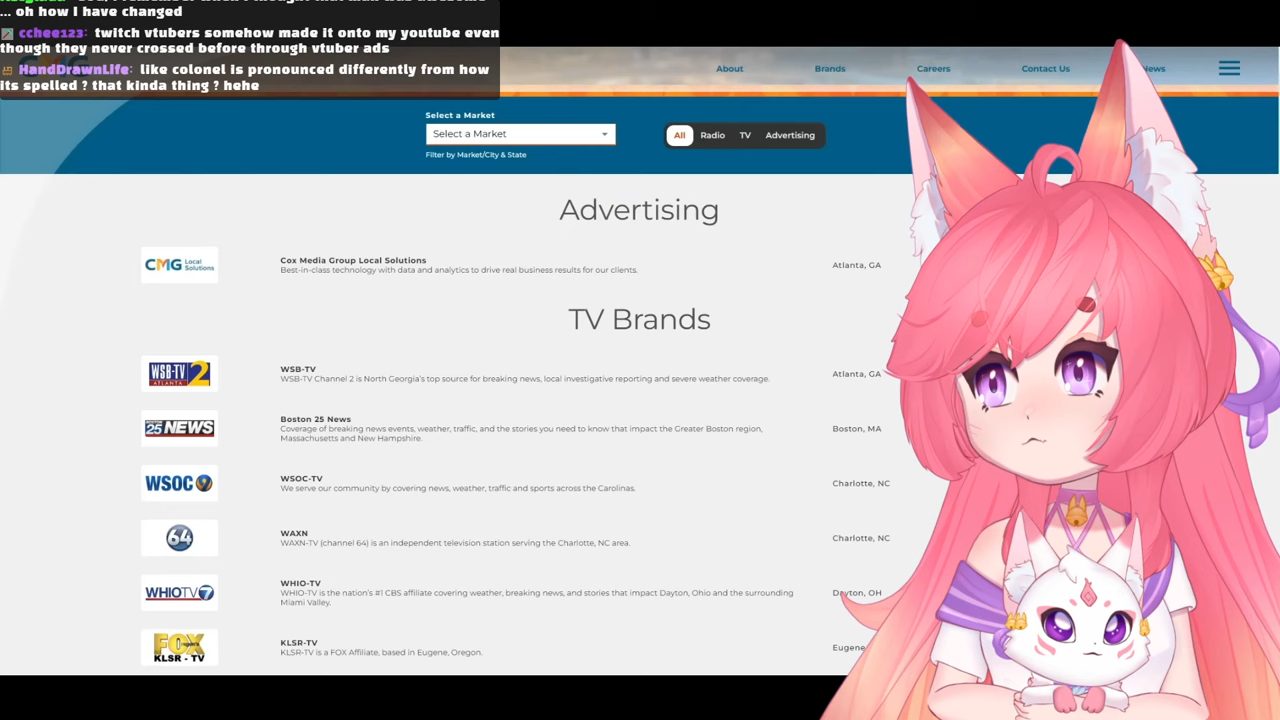 ... oh how I have changed
cchee123: twitch vtubers somehow made it onto my youtube even
though they never crossed before through vtuber ads
HandDrawnLife: like colonel is pronounced differently from how
its spelled ? that kinda thing ? hehe
About Brands Careers Contact Us News
Select a Market
Select a Market
All Radio TV Advertising
Filter by Market/City & State
Advertising
CMG Local Solutions
Cox Media Group Local Solutions
Best-in-class technology with data and analytics to drive real business results for our clients.
Atlanta, GA
TV Brands
WSB-TV 2
ATLANTA
WSB-TV
WSB-TV Channel 2 is North Georgia's top source for breaking news, local investigative reporting and severe weather coverage.
Atlanta, GA
25 NEWS
Boston 25 News
Coverage of breaking news events, weather, traffic, and the stories you need to know that impact the Greater Boston region,
Massachusetts and New Hampshire.
Boston, MA
WSOC 9
WSOC-TV
We serve our community by covering news, weather, traffic and sports across the Carolinas.
Charlotte, NC
64
WAXN
WAXN-TV (channel 64) is an independent television station serving the Charlotte, NC area.
Charlotte, NC
WHIOTV 7
WHIO-TV
WHIO-TV is the nation's #1 CBS affiliate covering weather, breaking news, and stories that impact Dayton, Ohio and the surrounding
Miami Valley.
Dayton, OH
FOX
KLSR - TV
KLSR-TV
KLSR-TV is a FOX Affiliate, based in Eugene, Oregon.
Eugene